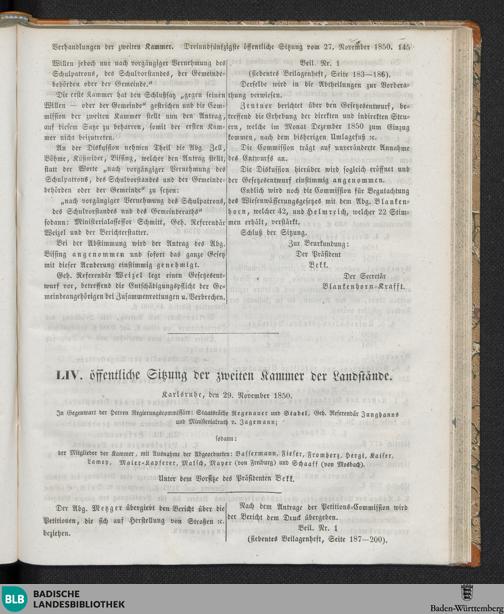 Verhandlungen der zweiten Kammer. Dreiundfünfzigste öffentliche Sitzung vom 27. November 1850. 145
Willen jedoch nur nach vorgängiger Vernehmung des
Schulpatrons, des Schulvorstandes, der Gemeinde-
behörden oder der Gemeinde.“
Die erste Kammer hat den Schlußsatz „gegen seinen
Willen — oder der Gemeinde“ gestrichen und die Com-
mission der zweiten Kammer stellt nun den Antrag,
auf diesem Satze zu beharren, somit der ersten Kam-
mer nicht beizutreten.
An der Diskussion nehmen Theil die Abg. Zell,
Böhme, Küßwieder, Bissing, welcher den Antrag stellt,
statt der Worte „nach vorgängiger Vernehmung des
Schulpatrons, des Schulvorstandes und der Gemeinde-
behörden oder der Gemeinde“ zu setzen:
„nach vorgängiger Vernehmung des Schulpatrons,
des Schulvorstandes und des Gemeinderaths“
sodann: Ministerialassessor Schmitt, Geh. Referendär
Weizel und der Berichterstatter.
Bei der Abstimmung wird der Antrag des Abg.
Bissing angenommen und sofort das ganze Gesetz
mit dieser Aenderung einstimmig genehmigt.
Geh. Referendär Weizel legt einen Gesetzesent-
wurf vor, betreffend die Entschädigungspflicht der Ge-
meindeangehörigen bei Zusammenrottungen u. Verbrechen.
Beil. Nr. 1
(siebentes Beilagenheft, Seite 183—186).
Derselbe wird in die Abtheilungen zur Vorbera-
thung verwiesen.
Zentner berichtet über den Gesetzesentwurf, be-
treffend die Erhebung der direkten und indirekten Steu-
ern, welche im Monat Dezember 1850 zum Einzug
kommen, nach dem bisherigen Umlagefuß ꝛc.
Die Commission trägt auf unveränderte Annahme
des Entwurfs an.
Die Diskussion hierüber wird sogleich eröffnet und
der Gesetzesentwurf einstimmig angenommen.
Endlich wird noch die Commission für Begutachtung
des Wiesenwässerungsgesetzes mit dem Abg. Blanken-
horn, welcher 42, und Helmreich, welcher 22 Stim-
men erhält, verstärkt.
Schluß der Sitzung.
Zur Beurkundung:
Der Präsident
Bekk.
Der Secretär
Blankenhorn-Krafft.
LIV. öffentliche Sitzung der zweiten Kammer der Landstände.
Karlsruhe, den 29. November 1850.
In Gegenwart der Herren Regierungscommissäre: Staatsräthe Regenauer und Stabel, Geh. Referendär Junghanns
und Ministerialrath v. Jagemann;
sodann:
der Mitglieder der Kammer, mit Ausnahme der Abgeordneten: Bassermann, Fieser, Fromherz, Hergt, Kaiser,
Lamey, Maier-Kapferer, Malsch, Mayer (von Freiburg) und Schaaff (von Mosbach).
Unter dem Vorsitze des Präsidenten Bekk.
Der Abg. Metzger übergiebt den Bericht über die
Petitionen, die sich auf Herstellung von Straßen ꝛc.
beziehen.
Nach dem Antrage der Petitions-Commission wird
der Bericht dem Druck übergeben.
Beil. Nr. 1
(siebentes Beilagenheft, Seite 187—200).
BLB BADISCHE
LANDESBIBLIOTHEK
Baden-Württemberg